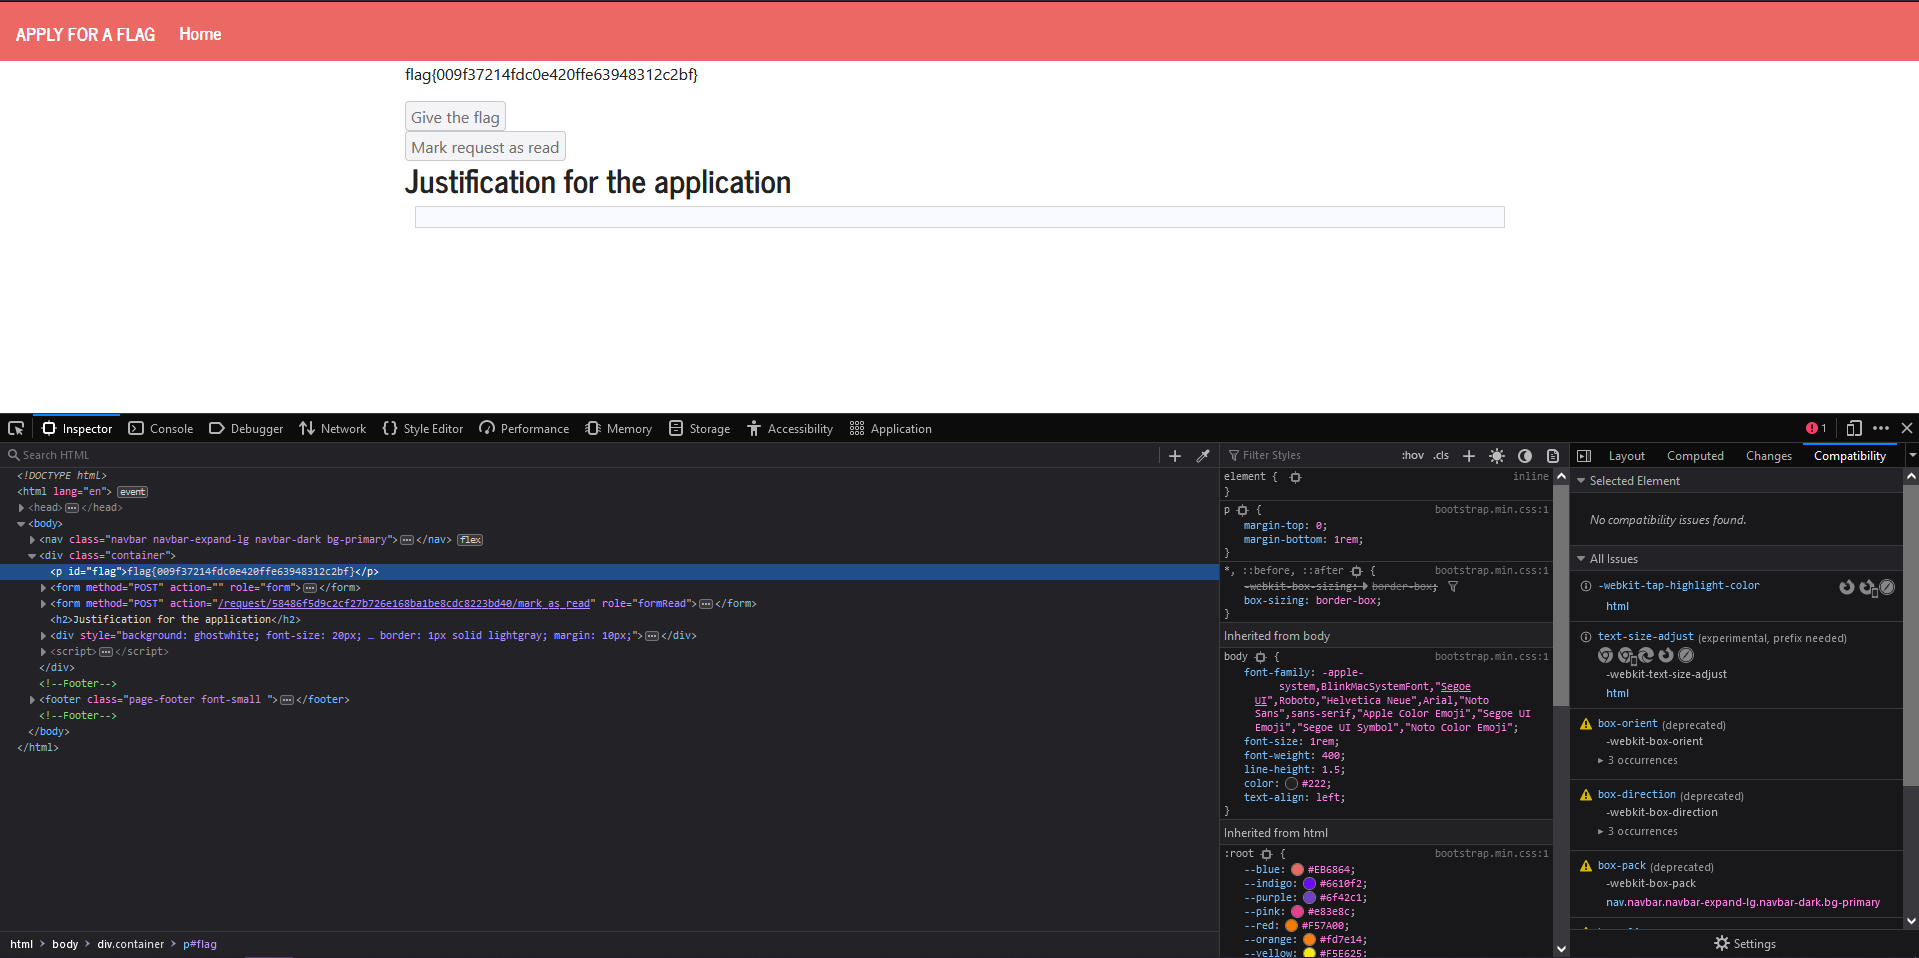 APPLY FOR A FLAG Home
flag{009f37214fdc0e420ffe63948312c2bf}
Give the flag
Mark request as read
Justification for the application
Inspector Console Debugger Network Style Editor Performance Memory Storage Accessibility Application 1
Search HTML
<!DOCTYPE html>
<html lang="en"> event
<head> </head>
<body>
<nav class="navbar navbar-expand-lg navbar-dark bg-primary"> </nav> flex
<div class="container">
<p id="flag">flag{009f37214fdc0e420ffe63948312c2bf}</p>
<form method="POST" action="" role="form"> </form>
<form method="POST" action="/request/58486f5d9c2cf27b726e168ba1be8cdc8223bd40/mark_as_read" role="formRead"> </form>
<h2>Justification for the application</h2>
<div style="background: ghostwhite; font-size: 20px; … border: 1px solid lightgray; margin: 10px;"> </div>
<script> </script>
</div>
<!--Footer-->
<footer class="page-footer font-small "> </footer>
<!--Footer-->
</body>
</html>
html > body > div.container > p#flag
Filter Styles :hov .cls
element { inline
}
p { bootstrap.min.css:1
margin-top: 0;
margin-bottom: 1rem;
}
*, ::before, ::after { bootstrap.min.css:1
-webkit-box-sizing: border-box;
box-sizing: border-box;
}
Inherited from body
body { bootstrap.min.css:1
font-family: -apple-
system,BlinkMacSystemFont,"Segoe
UI",Roboto,"Helvetica Neue",Arial,"Noto
Sans",sans-serif,"Apple Color Emoji","Segoe UI
Emoji","Segoe UI Symbol","Noto Color Emoji";
font-size: 1rem;
font-weight: 400;
line-height: 1.5;
color: #222;
text-align: left;
}
Inherited from html
:root { bootstrap.min.css:1
--blue: #EB6864;
--indigo: #6610f2;
--purple: #6f42c1;
--pink: #e83e8c;
--red: #F57A00;
--orange: #fd7e14;
--yellow: #F5E625;
Layout Computed Changes Compatibility
Selected Element
No compatibility issues found.
All Issues
-webkit-tap-highlight-color
html
text-size-adjust (experimental, prefix needed)
-webkit-text-size-adjust
html
box-orient (deprecated)
-webkit-box-orient
3 occurrences
box-direction (deprecated)
-webkit-box-direction
3 occurrences
box-pack (deprecated)
-webkit-box-pack
nav.navbar.navbar-expand-lg.navbar-dark.bg-primary
Settings